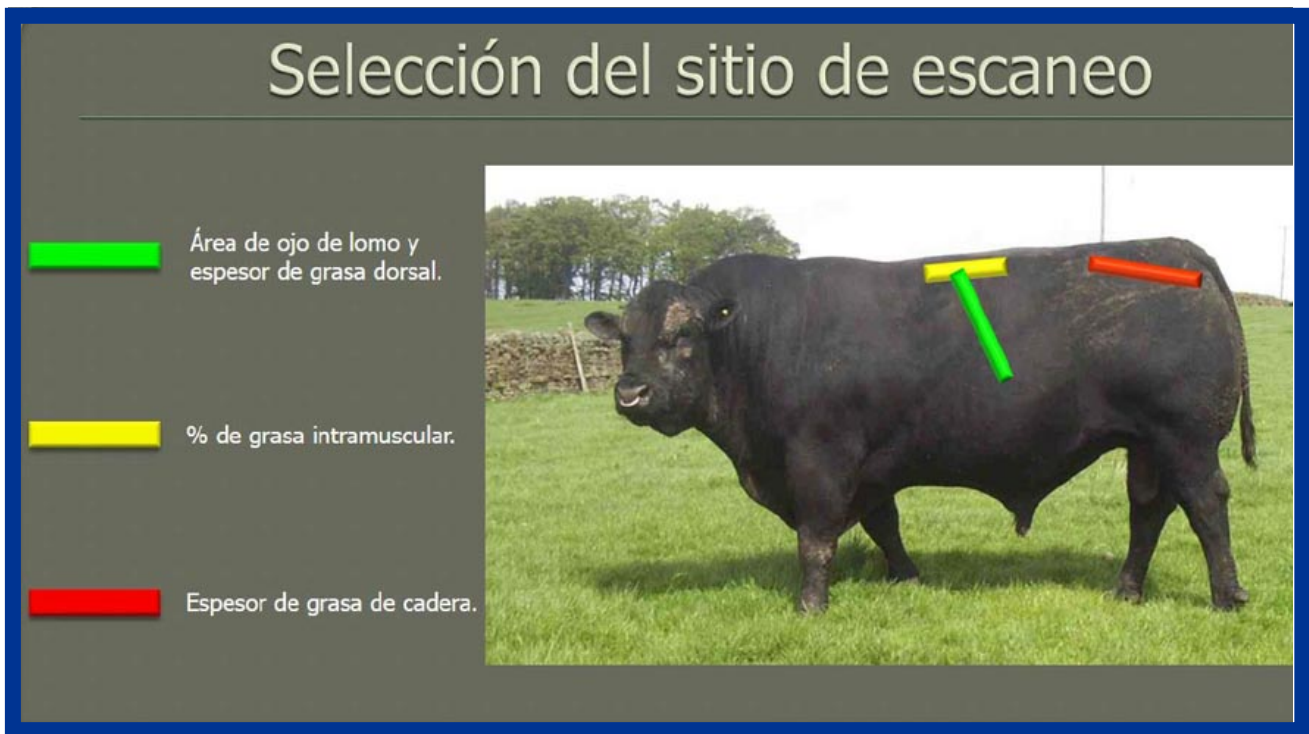 Selección del sitio de escaneo
Área de ojo de lomo y
espesor de grasa dorsal.
% de grasa intramuscular.
Espesor de grasa de cadera.